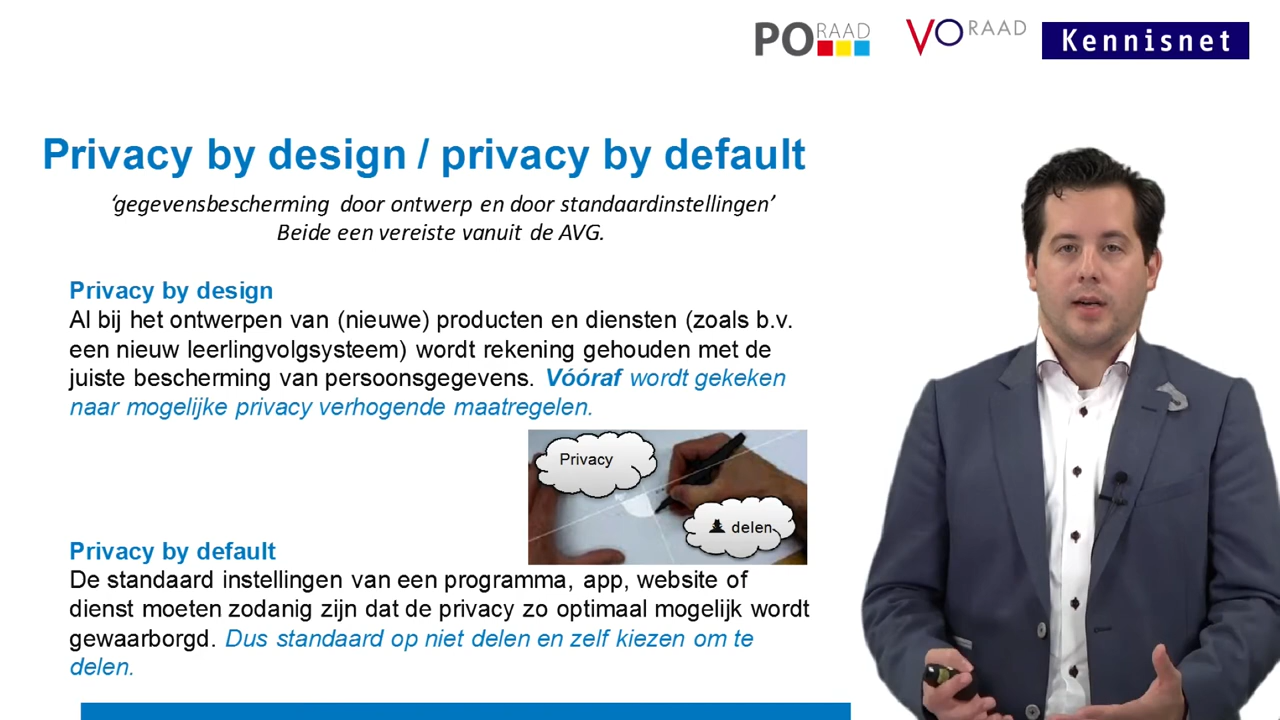 PO RAAD
VO RAAD
Kennisnet
Privacy by design / privacy by default
‘gegevensbescherming door ontwerp en door standaardinstellingen’
Beide een vereiste vanuit de AVG.
Privacy by design
Al bij het ontwerpen van (nieuwe) producten en diensten (zoals b.v.
een nieuw leerlingvolgsysteem) wordt rekening gehouden met de
juiste bescherming van persoonsgegevens. Vóóraf wordt gekeken
naar mogelijke privacy verhogende maatregelen.
Privacy
delen
Privacy by default
De standaard instellingen van een programma, app, website of
dienst moeten zodanig zijn dat de privacy zo optimaal mogelijk wordt
gewaarborgd. Dus standaard op niet delen en zelf kiezen om te
delen.